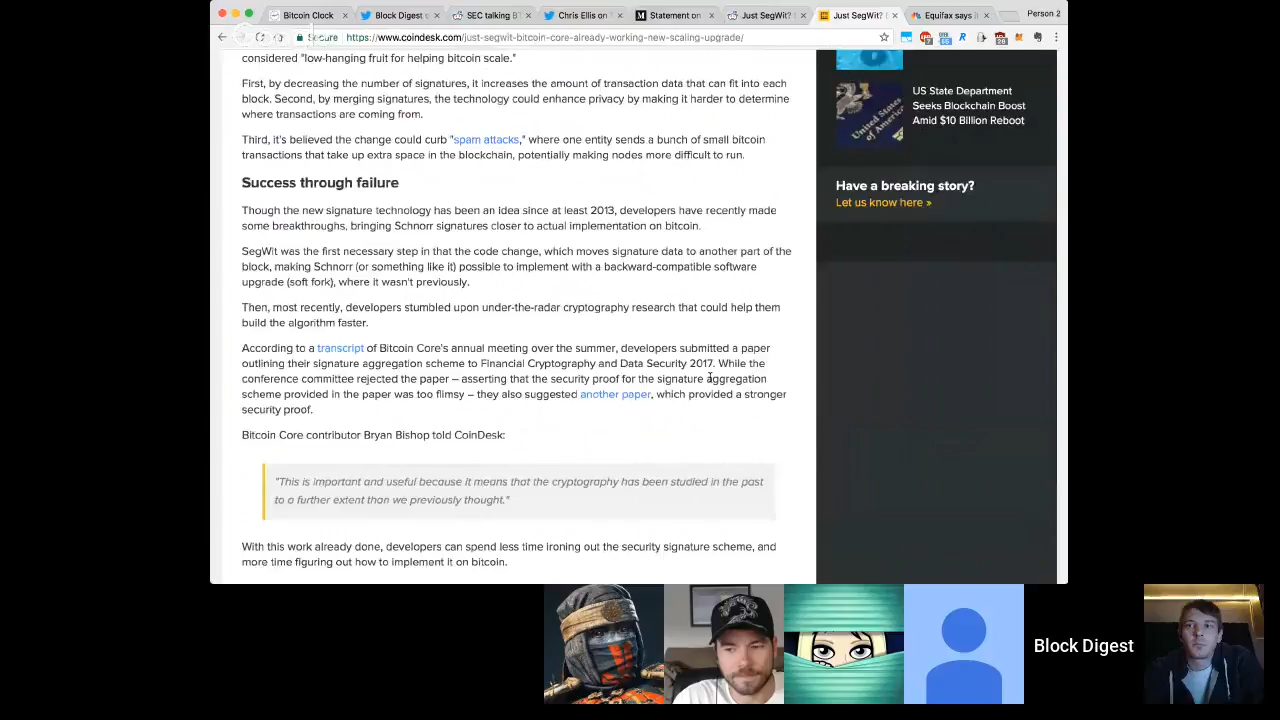 Bitcoin Clock
Block Digest
SEC talking BT
Chris Ellis on
Statement on
Just SegWit?
Just SegWit?
Equifax says i
Person 2
Secure
https://www.coindesk.com/just-segwit-bitcoin-core-already-working-new-scaling-upgrade/
considered "low-hanging fruit for helping bitcoin scale."
First, by decreasing the number of signatures, it increases the amount of transaction data that can fit into each
block. Second, by merging signatures, the technology could enhance privacy by making it harder to determine
where transactions are coming from.
Third, it's believed the change could curb "spam attacks," where one entity sends a bunch of small bitcoin
transactions that take up extra space in the blockchain, potentially making nodes more difficult to run.
Success through failure
Though the new signature technology has been an idea since at least 2013, developers have recently made
some breakthroughs, bringing Schnorr signatures closer to actual implementation on bitcoin.
SegWit was the first necessary step in that the code change, which moves signature data to another part of the
block, making Schnorr (or something like it) possible to implement with a backward-compatible software
upgrade (soft fork), where it wasn't previously.
Then, most recently, developers stumbled upon under-the-radar cryptography research that could help them
build the algorithm faster.
According to a transcript of Bitcoin Core's annual meeting over the summer, developers submitted a paper
outlining their signature aggregation scheme to Financial Cryptography and Data Security 2017. While the
conference committee rejected the paper – asserting that the security proof for the signature aggregation
scheme provided in the paper was too flimsy – they also suggested another paper, which provided a stronger
security proof.
Bitcoin Core contributor Bryan Bishop told CoinDesk:
"This is important and useful because it means that the cryptography has been studied in the past
to a further extent than we previously thought."
With this work already done, developers can spend less time ironing out the security signature scheme, and
more time figuring out how to implement it on bitcoin.
US State Department
Seeks Blockchain Boost
Amid $10 Billion Reboot
Have a breaking story?
Let us know here »
Block Digest